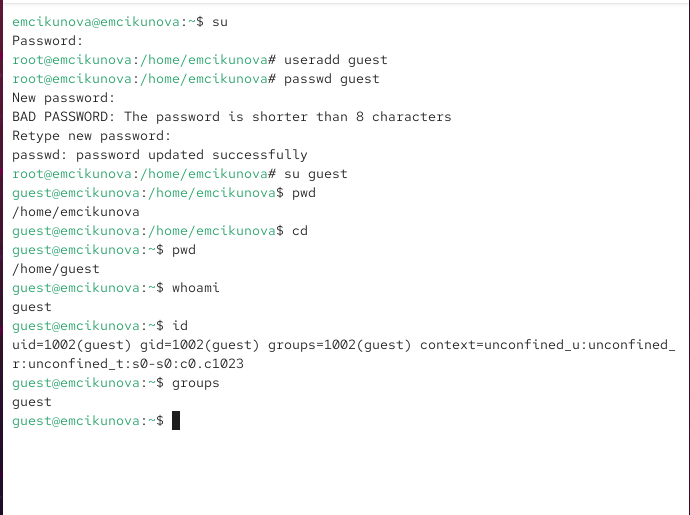 emcikunova@emcikunova:~$ su
Password:
root@emcikunova:/home/emcikunova# useradd guest
root@emcikunova:/home/emcikunova# passwd guest
New password:
BAD PASSWORD: The password is shorter than 8 characters
Retype new password:
passwd: password updated successfully
root@emcikunova:/home/emcikunova# su guest
guest@emcikunova:/home/emcikunova$ pwd
/home/emcikunova
guest@emcikunova:/home/emcikunova$ cd
guest@emcikunova:~$ pwd
/home/guest
guest@emcikunova:~$ whoami
guest
guest@emcikunova:~$ id
uid=1002(guest) gid=1002(guest) groups=1002(guest) context=unconfined_u:unconfined_
r:unconfined_t:s0-s0:c0.c1023
guest@emcikunova:~$ groups
guest
guest@emcikunova:~$